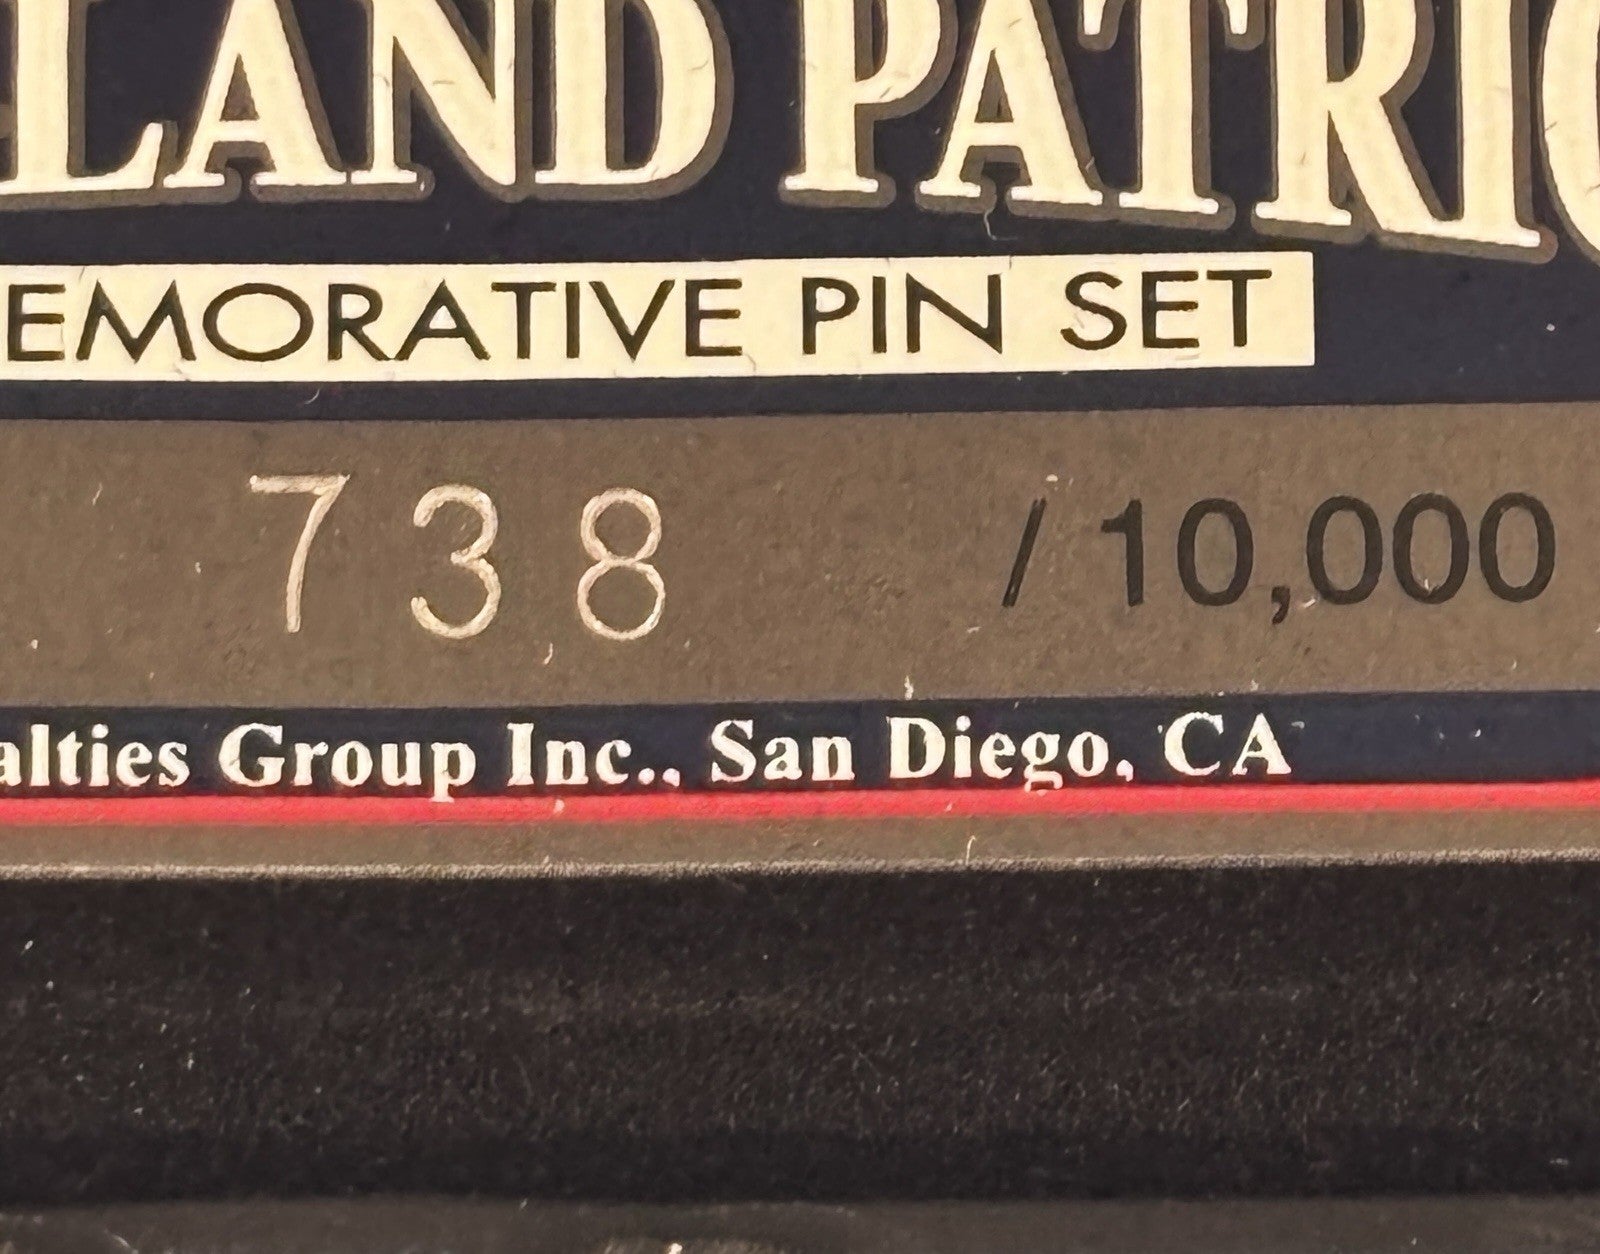 LAND PATRIO
EMORATIVE PIN SET
738 / 10,000
alties Group Inc., San Diego, CA